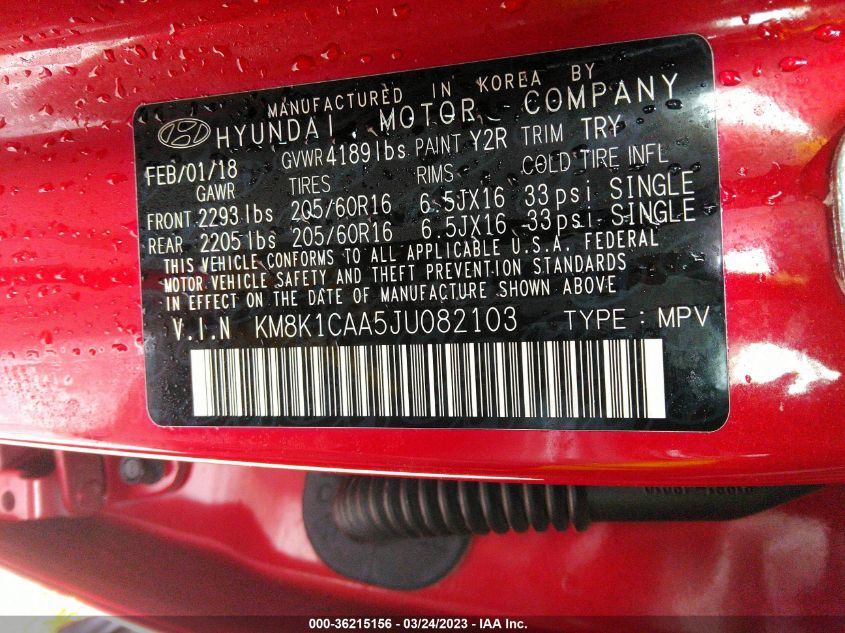 MANUFACTURED IN KOREA BY
HYUNDAI MOTOR COMPANY
FEB/01/18 GVWR 4189lbs PAINT Y2R TRIM TRY
GAWR TIRES RIMS COLD TIRE INFL
FRONT 2293lbs 205/60R16 6.5JX16 33psi SINGLE
REAR 2205lbs 205/60R16 6.5JX16 33psi SINGLE
THIS VEHICLE CONFORMS TO ALL APPLICABLE U.S.A. FEDERAL
MOTOR VEHICLE SAFETY AND THEFT PREVENTION STANDARDS
IN EFFECT ON THE DATE OF MANUFACTURE SHOWN ABOVE
V.I.N KM8K1CAA5JU082103 TYPE : MPV
000-36215156 - 03/24/2023 - IAA Inc.